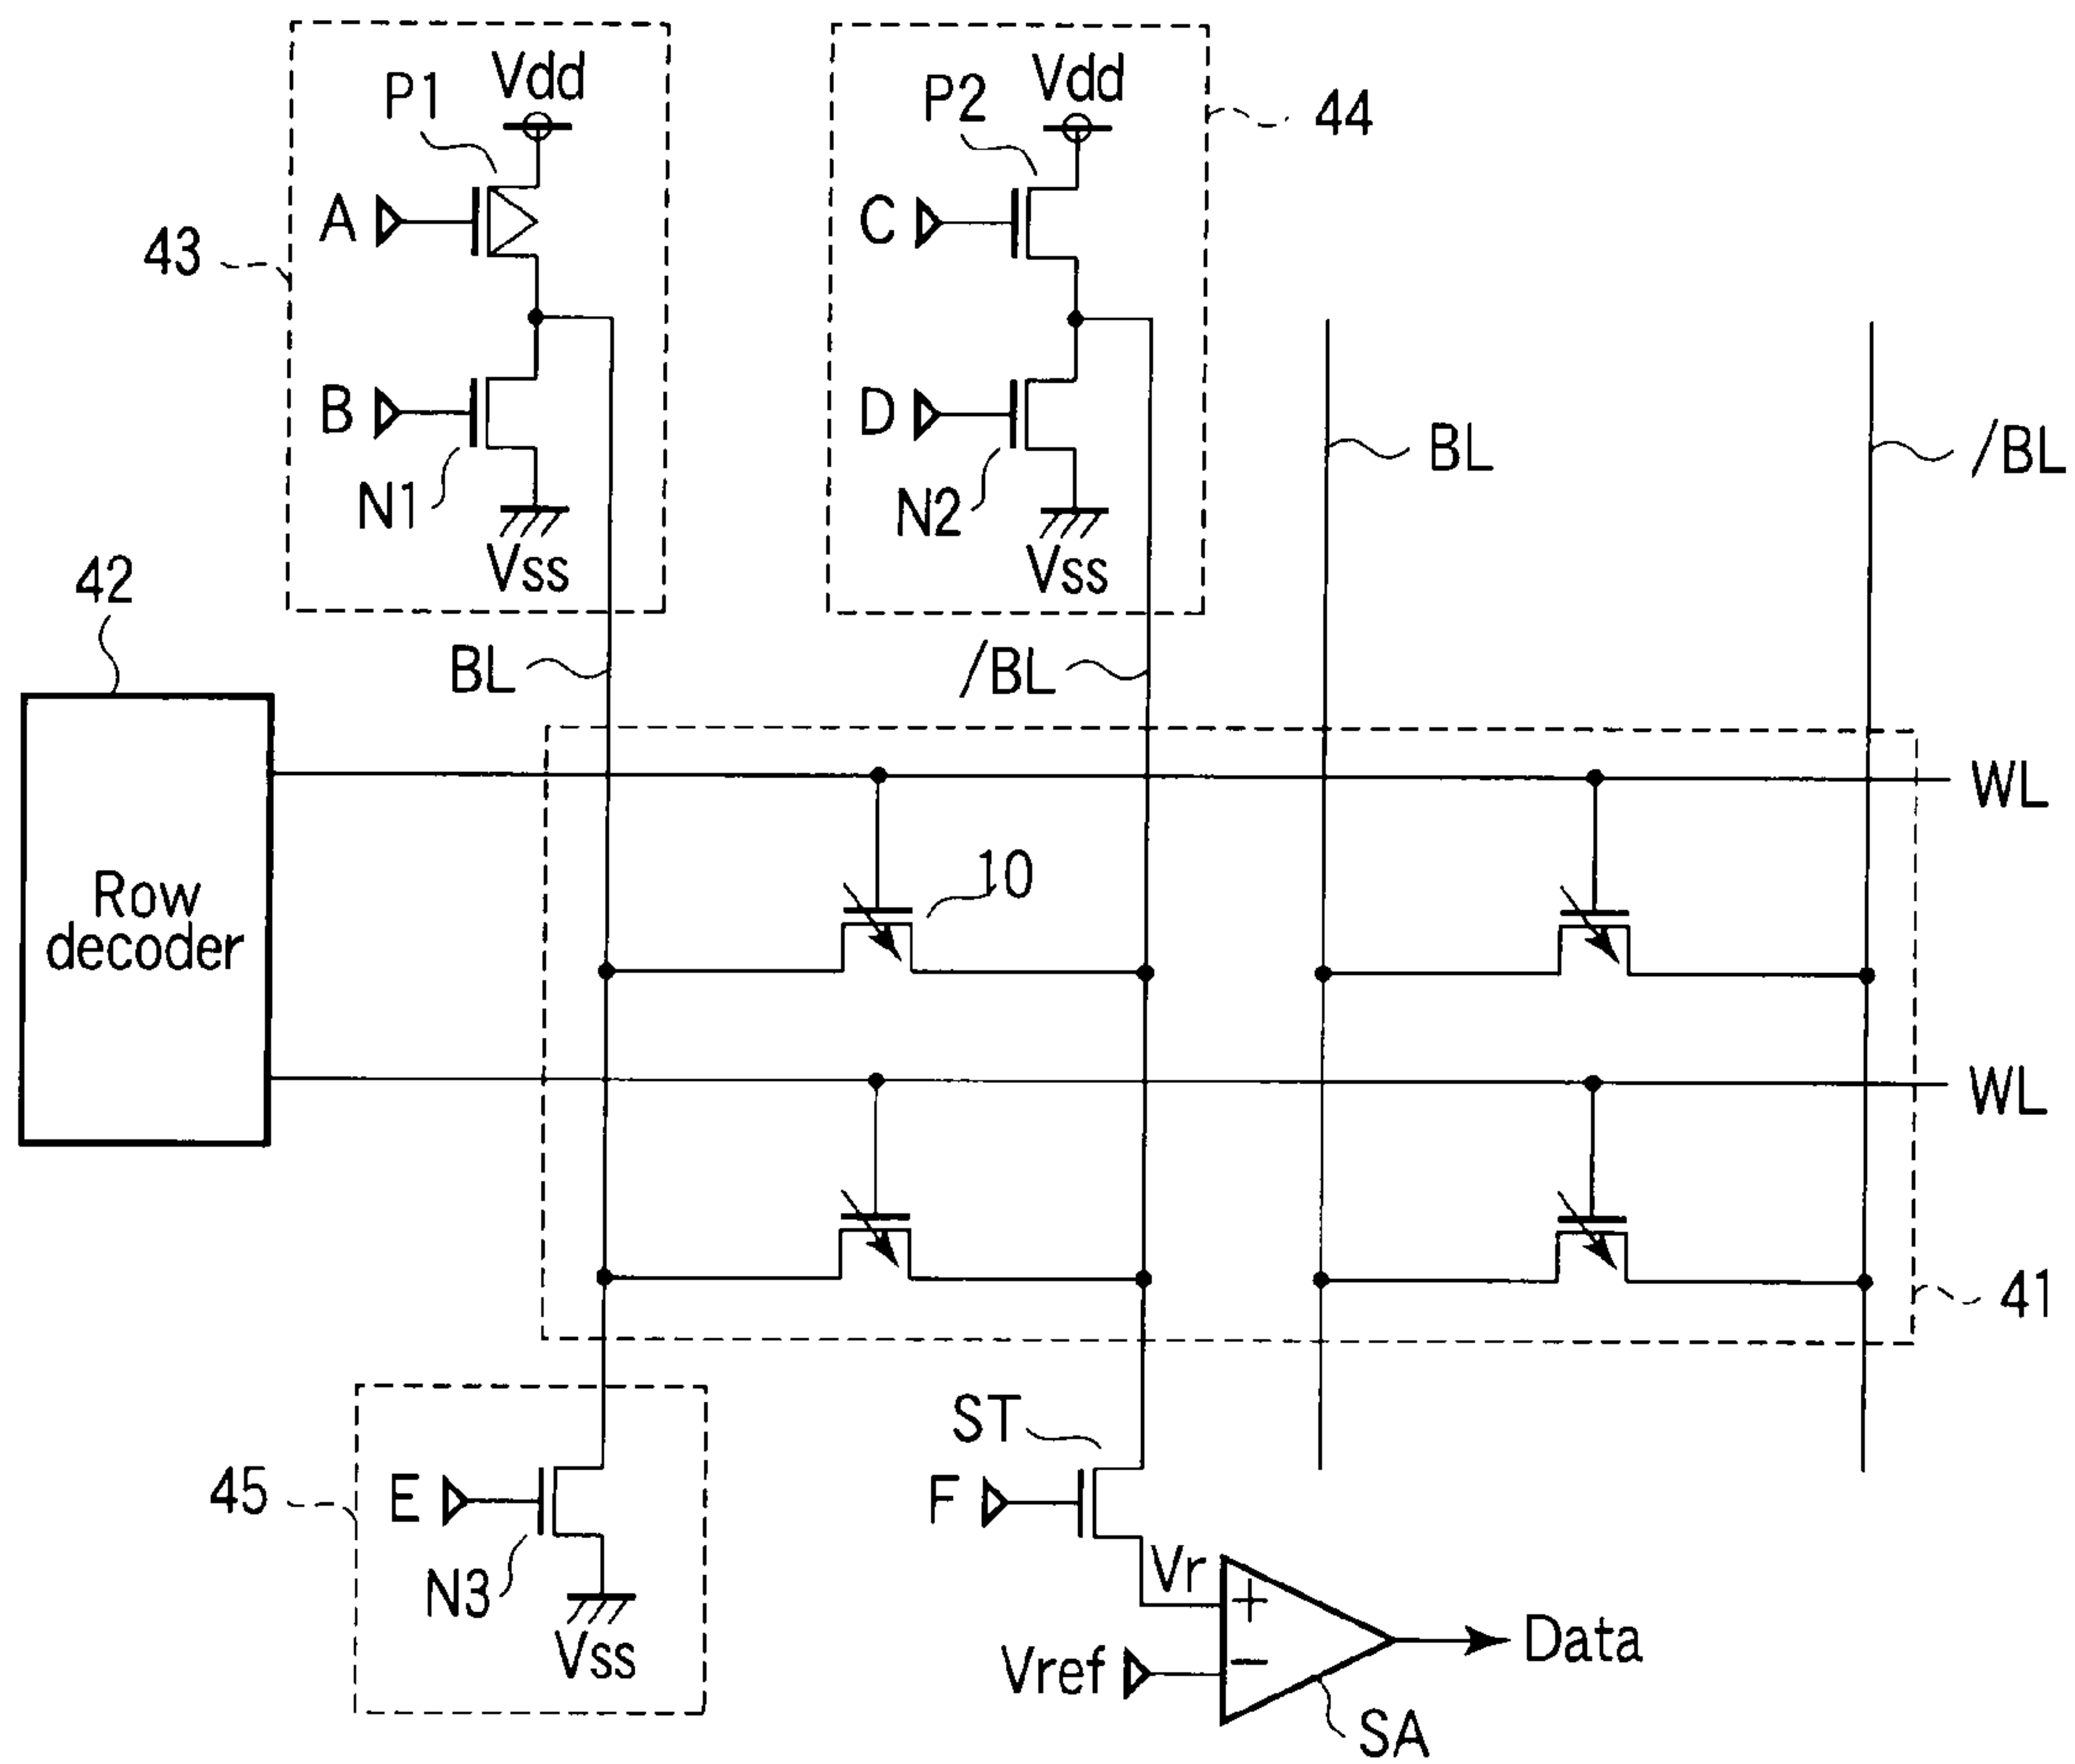 Vdd
P1
A
43
B
N1
Vss
Vdd
P2
44
C
D
N2
Vss
BL
/BL
42
BL
/BL
WL
10
Row
decoder
WL
41
ST
45
E
F
N3
Vss
Vr
+
Vref
−
Data
SA